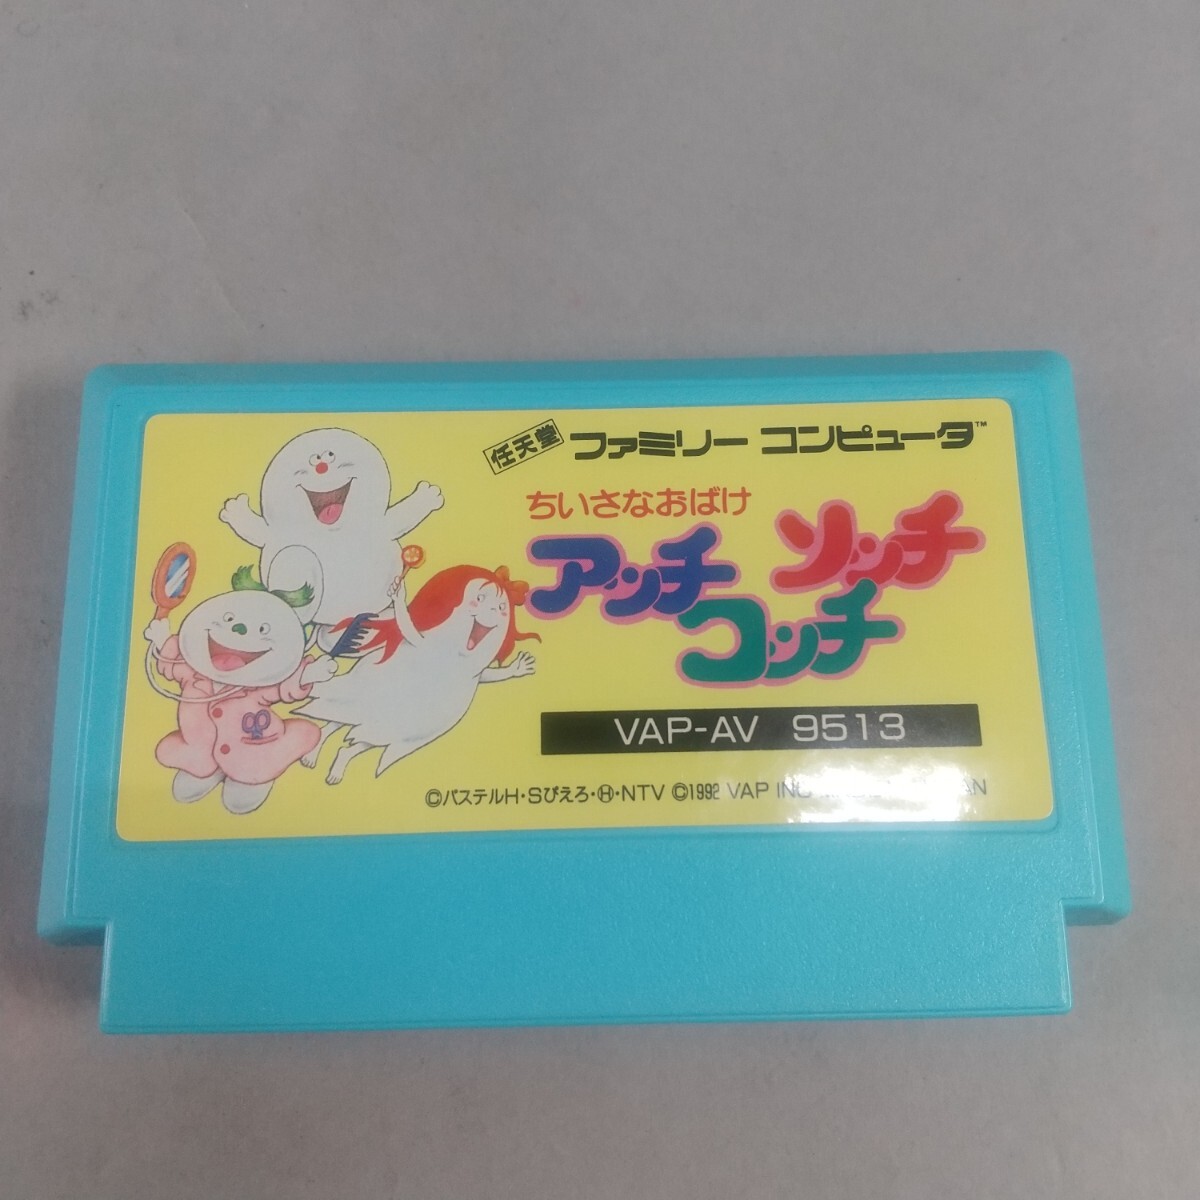 任天堂 ファミリーコンピュータ™
ちいさなおばけ
アッチ ソッチ
コッチ
VAP-AV 9513
©パステルH・Sぴえろ・Ⓗ・NTV ©1992 VAP INC